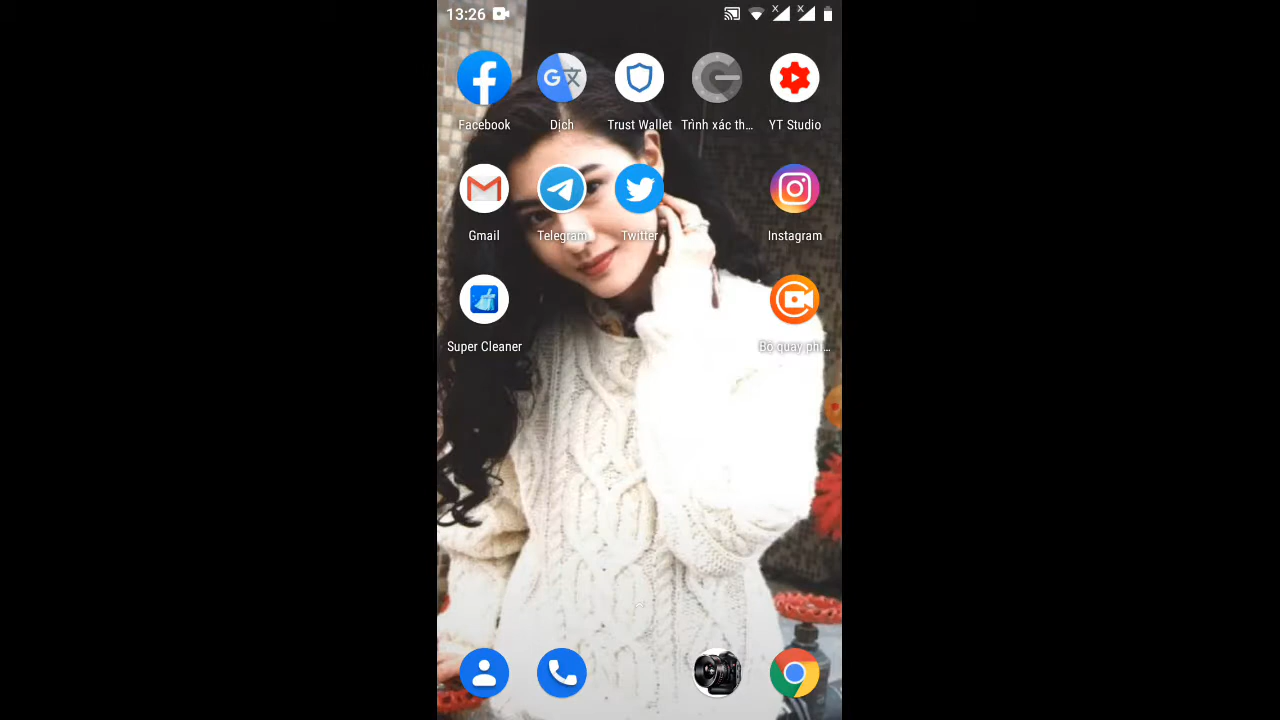 13:26
Facebook
Dịch
Trust Wallet
Trình xác th...
YT Studio
Gmail
Telegram
Twitter
Instagram
Super Cleaner
Bộ quay phi...